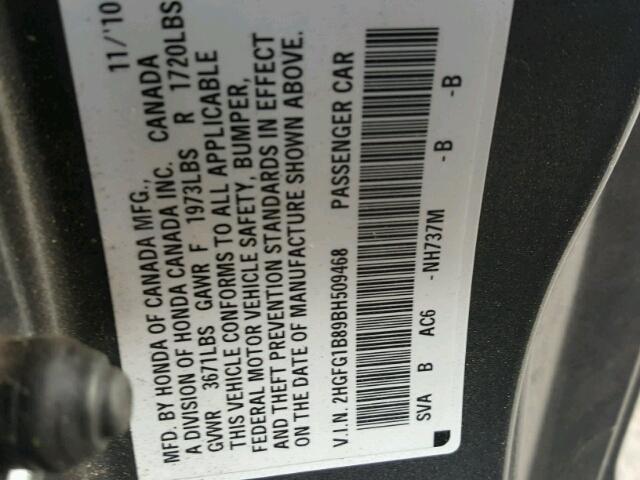 MFD. BY HONDA OF CANADA MFG., CANADA 11/'10
A DIVISION OF HONDA CANADA INC.
GVWR 3671LBS GAWR F 1973LBS R 1720LBS
THIS VEHICLE CONFORMS TO ALL APPLICABLE
FEDERAL MOTOR VEHICLE SAFETY, BUMPER,
AND THEFT PREVENTION STANDARDS IN EFFECT
ON THE DATE OF MANUFACTURE SHOWN ABOVE.
V.I.N. 2HGFG1B89BH509468 PASSENGER CAR
SVA B AC6 -NH737M -B -B